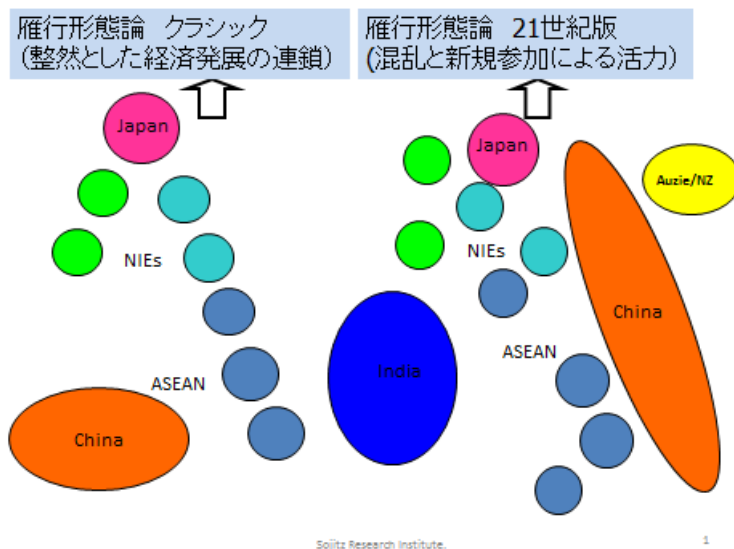 雁行形態論 クラシック
（整然とした経済発展の連鎖）
雁行形態論 21世紀版
(混乱と新規参加による活力）
Japan
NIEs
ASEAN
China
Japan
Auzie/NZ
NIEs
China
ASEAN
India
Sojitz Research Institute.
1